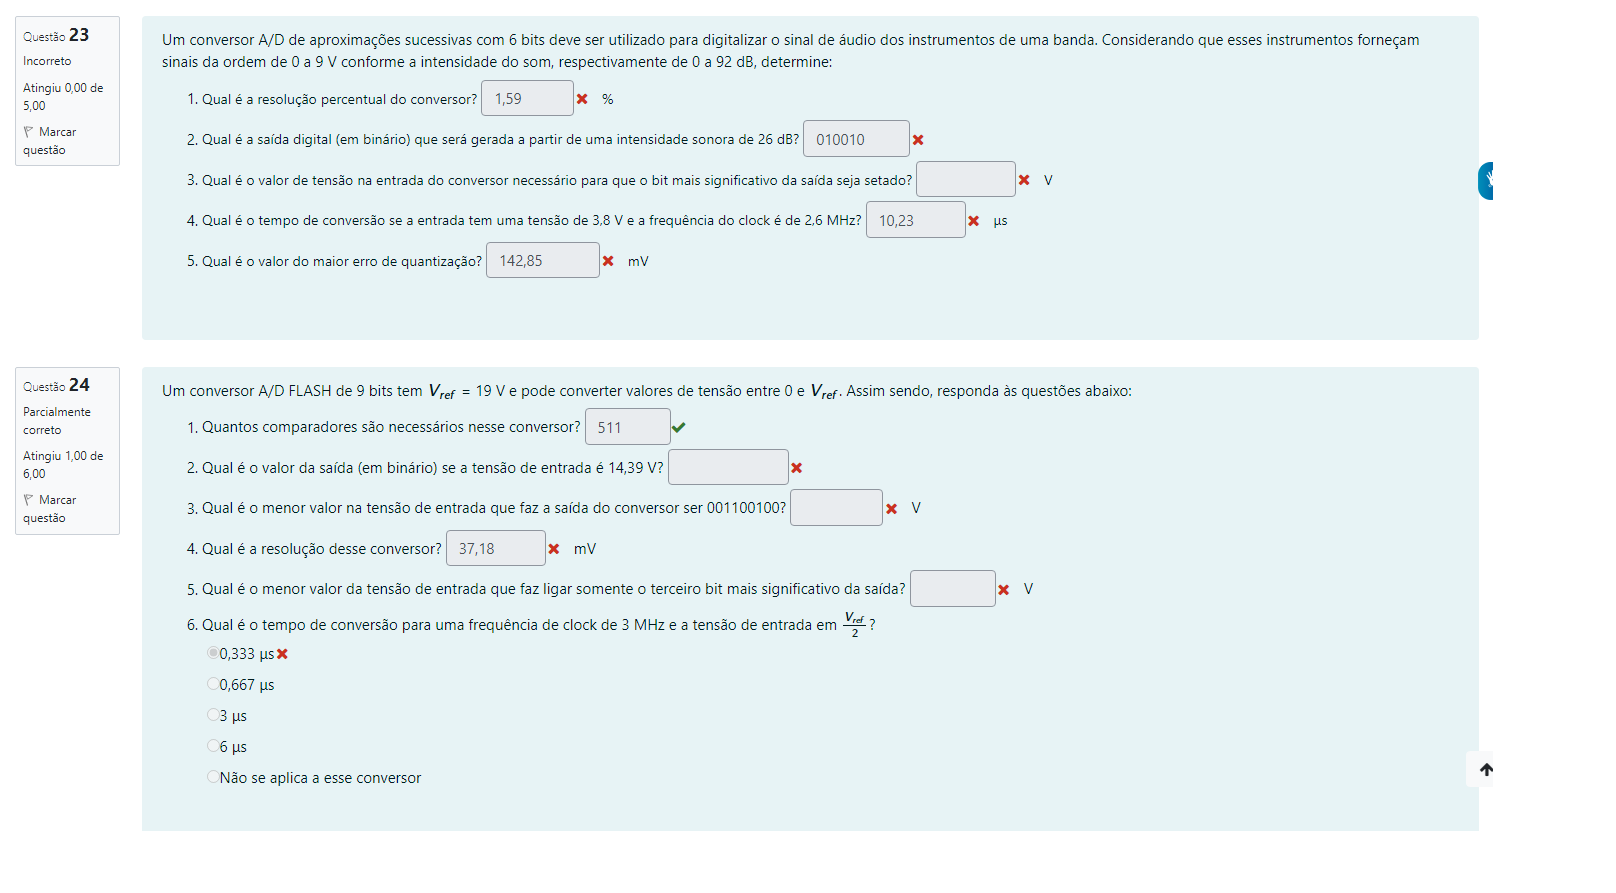 Questão 23
Incorreto
Atingiu 0,00 de
5,00
Marcar
questão
Um conversor A/D de aproximações sucessivas com 6 bits deve ser utilizado para digitalizar o sinal de áudio dos instrumentos de uma banda. Considerando que esses instrumentos forneçam
sinais da ordem de 0 a 9 V conforme a intensidade do som, respectivamente de 0 a 92 dB, determine:
1. Qual é a resolução percentual do conversor? 1,59 %
2. Qual é a saída digital (em binário) que será gerada a partir de uma intensidade sonora de 26 dB? 010010
3. Qual é o valor de tensão na entrada do conversor necessário para que o bit mais significativo da saída seja setado? V
4. Qual é o tempo de conversão se a entrada tem uma tensão de 3,8 V e a frequência do clock é de 2,6 MHz? 10,23 µs
5. Qual é o valor do maior erro de quantização? 142,85 mV
Questão 24
Parcialmente
correto
Atingiu 1,00 de
6,00
Marcar
questão
Um conversor A/D FLASH de 9 bits tem Vref = 19 V e pode converter valores de tensão entre 0 e Vref. Assim sendo, responda às questões abaixo:
1. Quantos comparadores são necessários nesse conversor? 511
2. Qual é o valor da saída (em binário) se a tensão de entrada é 14,39 V?
3. Qual é o menor valor na tensão de entrada que faz a saída do conversor ser 001100100? V
4. Qual é a resolução desse conversor? 37,18 mV
5. Qual é o menor valor da tensão de entrada que faz ligar somente o terceiro bit mais significativo da saída? V
6. Qual é o tempo de conversão para uma frequência de clock de 3 MHz e a tensão de entrada em Vref/2?
0,333 µs
0,667 µs
3 µs
6 µs
Não se aplica a esse conversor